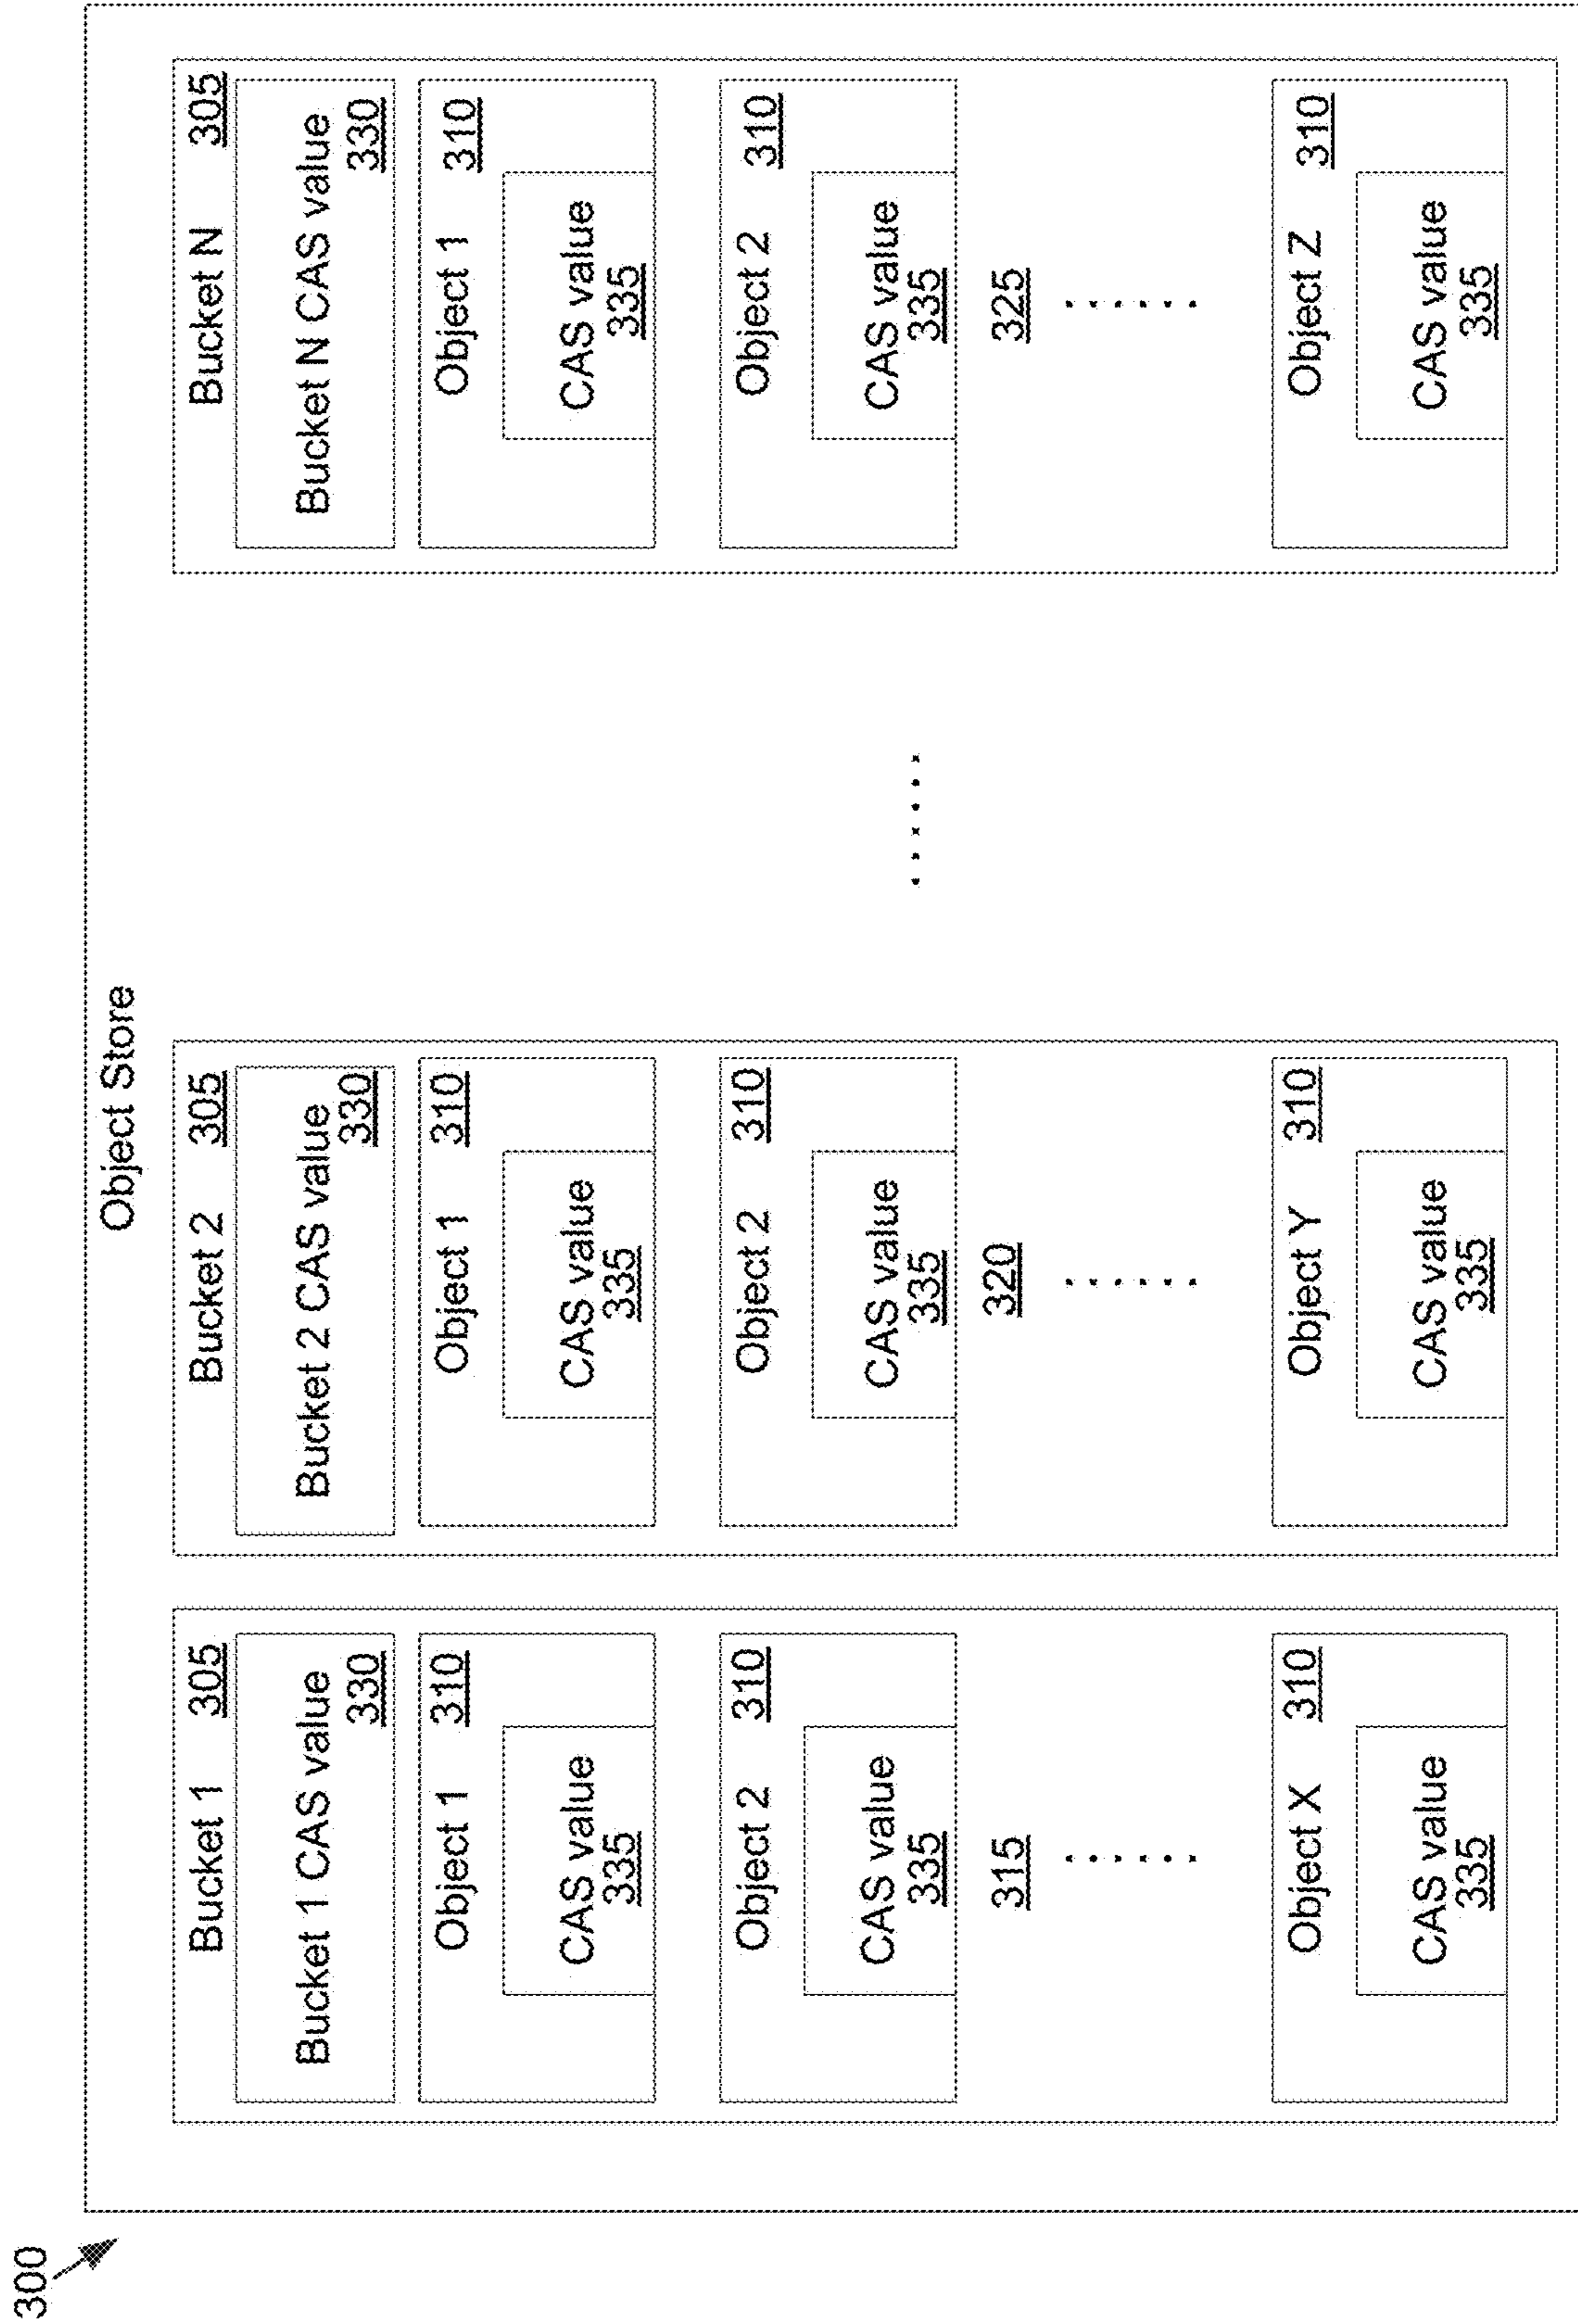 300
Object Store
Bucket 1 305
Bucket 1 CAS value
330
Object 1 310
CAS value
335
Object 2 310
CAS value
335
315
......
Object X 310
CAS value
335
Bucket 2 305
Bucket 2 CAS value
330
Object 1 310
CAS value
335
Object 2 310
CAS value
335
320
......
Object Y 310
CAS value
335
......
Bucket N 305
Bucket N CAS value
330
Object 1 310
CAS value
335
Object 2 310
CAS value
335
325
......
Object Z 310
CAS value
335